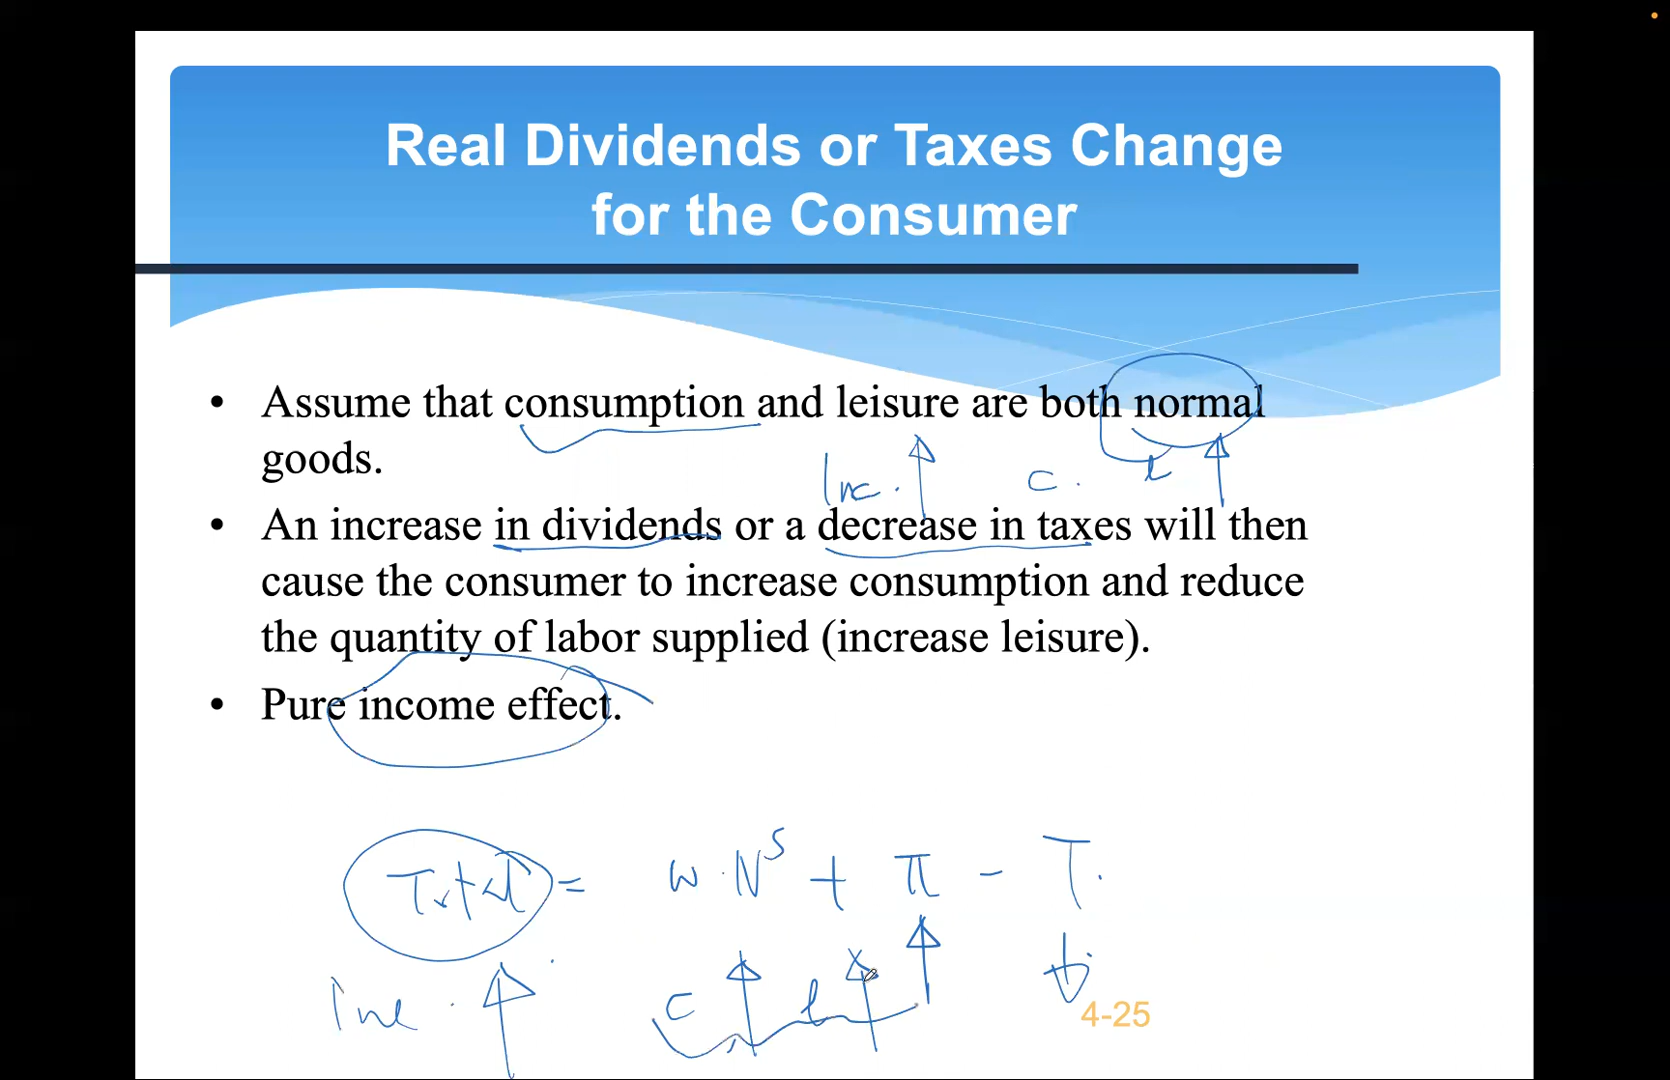 Real Dividends or Taxes Change
for the Consumer
• Assume that consumption and leisure are both normal
goods.
Inc. ↑ c. l ↑
• An increase in dividends or a decrease in taxes will then
cause the consumer to increase consumption and reduce
the quantity of labor supplied (increase leisure).
• Pure income effect.
Total = w · Nˢ + π - T.
Inc. ↑ c ↑ l ↑ ↑ ↓
4-25